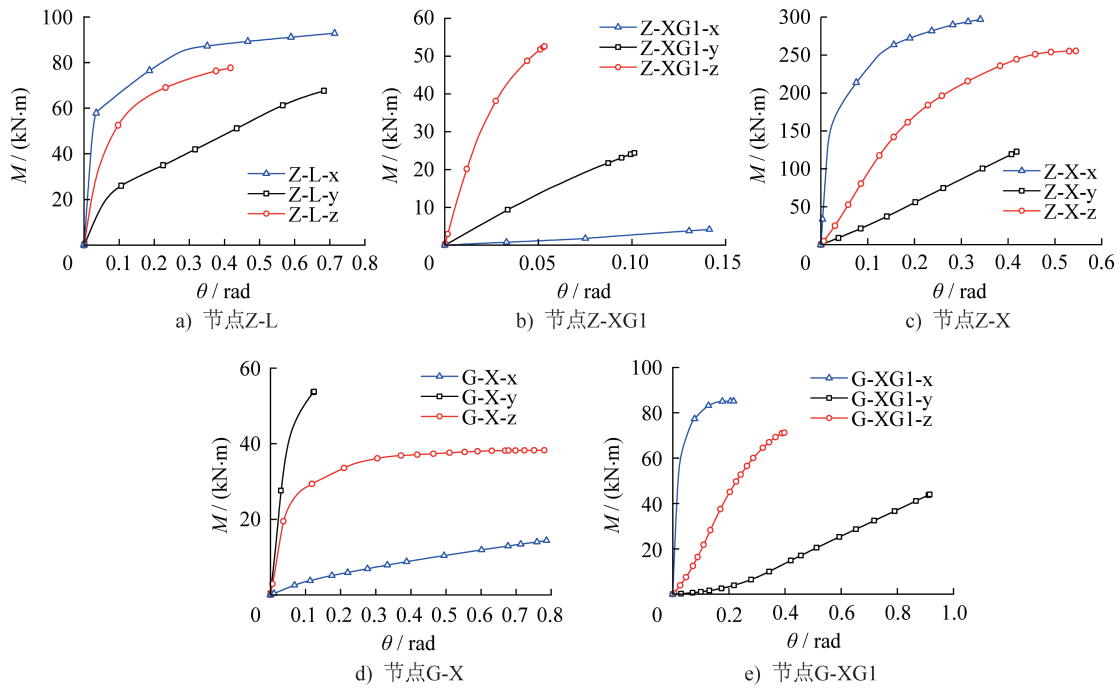 100
80
60
40
20
0
0.1
0.2
0.3
0.4
0.5
0.6
0.7
0.8
M / (kN·m)
θ / rad
Z-L-x
Z-L-y
Z-L-z
a) 节点Z-L
60
50
40
30
20
10
0
0.05
0.10
0.15
M / (kN·m)
θ / rad
Z-XG1-x
Z-XG1-y
Z-XG1-z
b) 节点Z-XG1
300
250
200
150
100
50
0
0.1
0.2
0.3
0.4
0.5
0.6
M / (kN·m)
θ / rad
Z-X-x
Z-X-y
Z-X-z
c) 节点Z-X
60
40
20
0
0.1
0.2
0.3
0.4
0.5
0.6
0.7
0.8
M / (kN·m)
θ / rad
G-X-x
G-X-y
G-X-z
d) 节点G-X
100
80
60
40
20
0
0.2
0.4
0.6
0.8
1.0
M / (kN·m)
θ / rad
G-XG1-x
G-XG1-y
G-XG1-z
e) 节点G-XG1